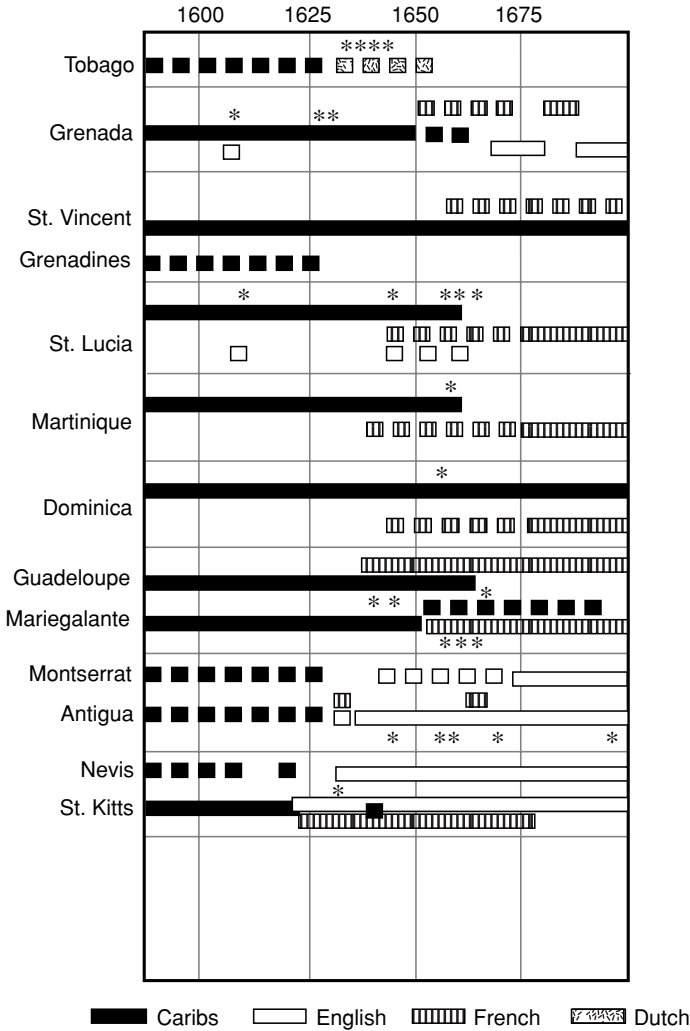 1600 1625 1650 1675
****
Tobago
* **
Grenada
St. Vincent
Grenadines
* * ***
St. Lucia
*
Martinique
*
Dominica
Guadeloupe
* * *
Mariegalante
***
Montserrat
Antigua
* ** * *
Nevis
*
St. Kitts
Caribs English French Dutch